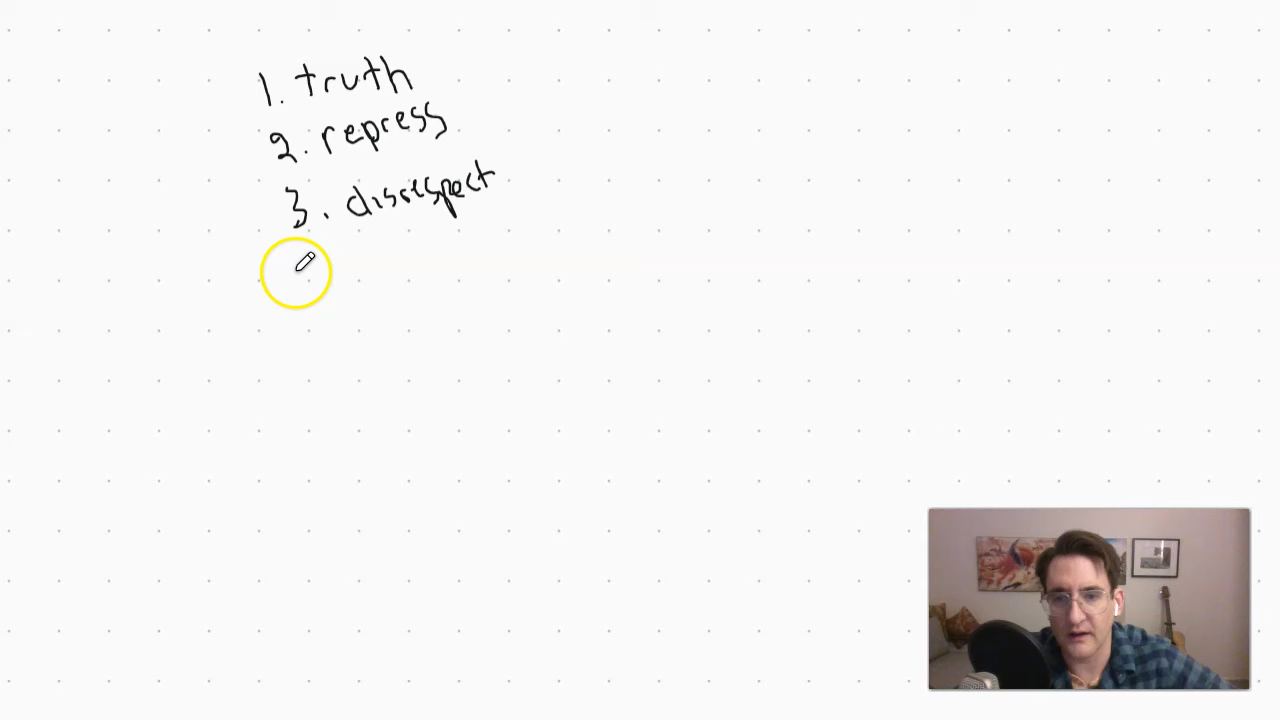 1. truth
2. repress
3. disrespect